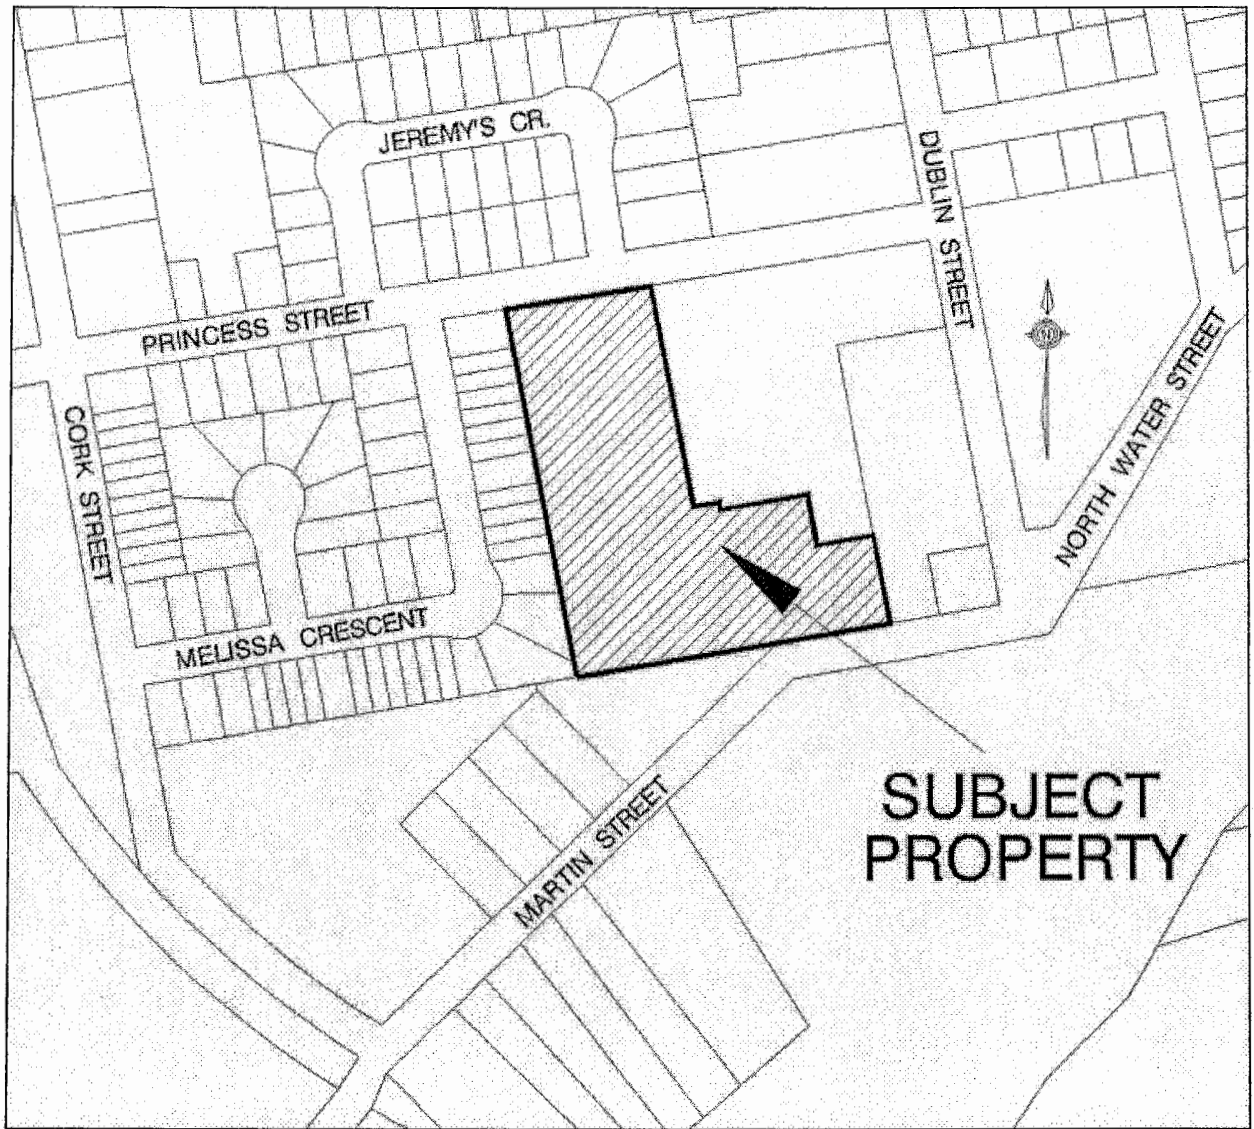 JEREMY'S CR.
DUBLIN STREET
PRINCESS STREET
NORTH WATER STREET
CORK STREET
MELISSA CRESCENT
SUBJECT
PROPERTY
MARTIN STREET